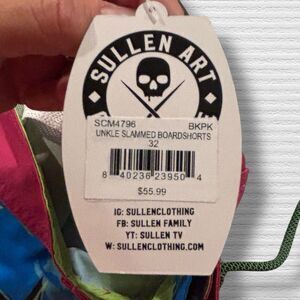 SULLEN ART
SCM4796 BKPK
UNKLE SLAMMED BOARDSHORTS
32
8 40236 23950 4
$55.99
IG: SULLENCLOTHING
FB: SULLEN FAMILY
YT: SULLEN TV
W: SULLENCLOTHING.COM